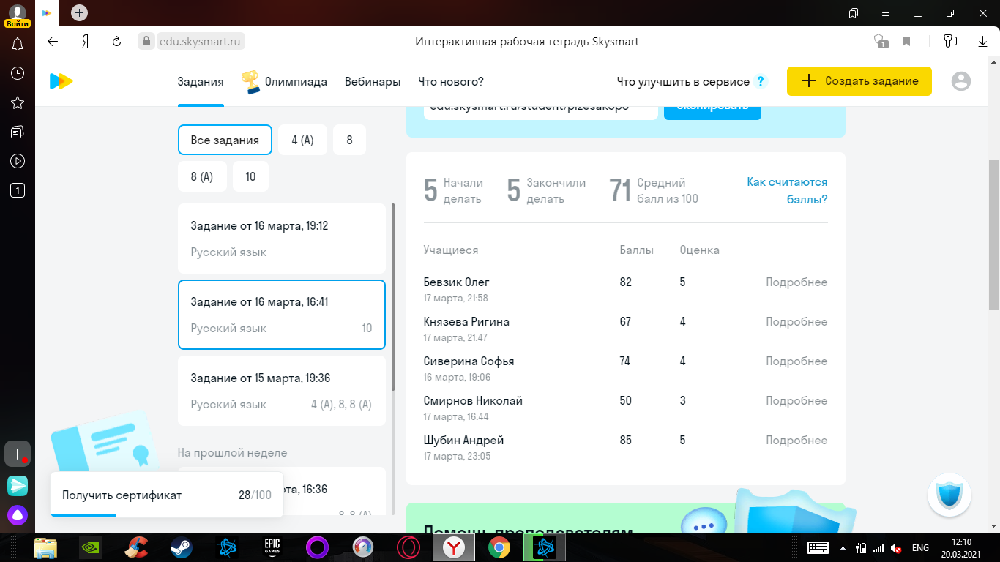 Войти
edu.skysmart.ru
Интерактивная рабочая тетрадь Skysmart
1
Задания
Олимпиада
Вебинары
Что нового?
Что улучшить в сервисе ?
Создать задание
1
Все задания
4 (А)
8
8 (А)
10
Задание от 16 марта, 19:12
Русский язык
Задание от 16 марта, 16:41
Русский язык 10
Задание от 15 марта, 19:36
Русский язык 4 (А), 8, 8 (А)
На прошлой неделе
рта, 16:36
8, 8 (А)
Получить сертификат 28/100
edu.skysmart.ru/student/pizesakopo
Скопировать
5 Начали делать
5 Закончили делать
71 Средний балл из 100
Как считаются
баллы?
Учащиеся Баллы Оценка
Бевзик Олег 82 5 Подробнее
17 марта, 21:58
Князева Ригина 67 4 Подробнее
17 марта, 21:47
Сиверина Софья 74 4 Подробнее
16 марта, 19:06
Смирнов Николай 50 3 Подробнее
17 марта, 16:44
Шубин Андрей 85 5 Подробнее
17 марта, 23:05
Помощь преподавателям
EPIC
GAMES
ENG
12:10
20.03.2021